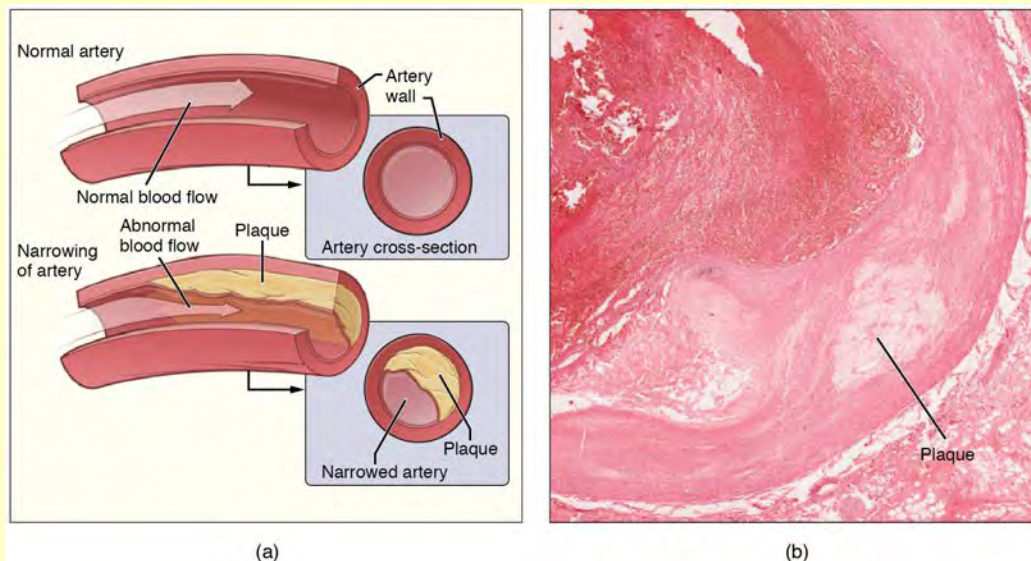 Normal artery
Artery
wall
Normal blood flow
Artery cross-section
Abnormal
blood flow
Plaque
Narrowing
of artery
Plaque
Narrowed artery
Plaque
(a)
(b)